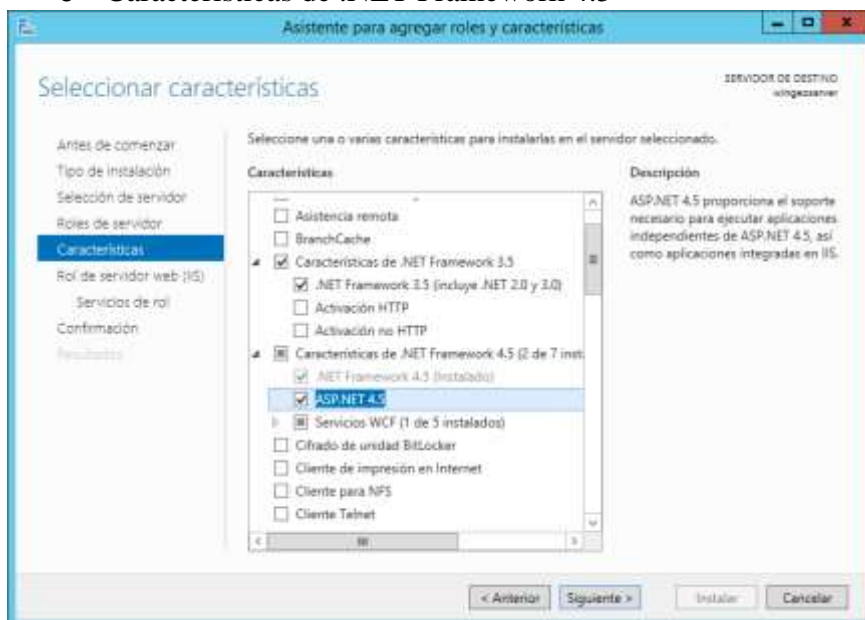 Características de .NET Framework 4.5
Asistente para agregar roles y características
Seleccionar características
SERVIDOR DE DESTINO
wingeoserver
Antes de comenzar
Tipo de instalación
Selección de servidor
Roles de servidor
Características
Rol de servidor web (IIS)
Servicios de rol
Confirmación
Resultados
Seleccione una o varias características para instalarlas en el servidor seleccionado.
Características
Asistencia remota
BranchCache
Características de .NET Framework 3.5
.NET Framework 3.5 (incluye .NET 2.0 y 3.0)
Activación HTTP
Activación no HTTP
Características de .NET Framework 4.5 (2 de 7 inst
.NET Framework 4.5 (Instalado)
ASP.NET 4.5
Servicios WCF (1 de 5 instalados)
Cifrado de unidad BitLocker
Cliente de impresión en Internet
Cliente para NFS
Cliente Telnet
Descripción
ASP.NET 4.5 proporciona el soporte
necesario para ejecutar aplicaciones
independientes de ASP.NET 4.5, así
como aplicaciones integradas en IIS.
< Anterior
Siguiente >
Instalar
Cancelar